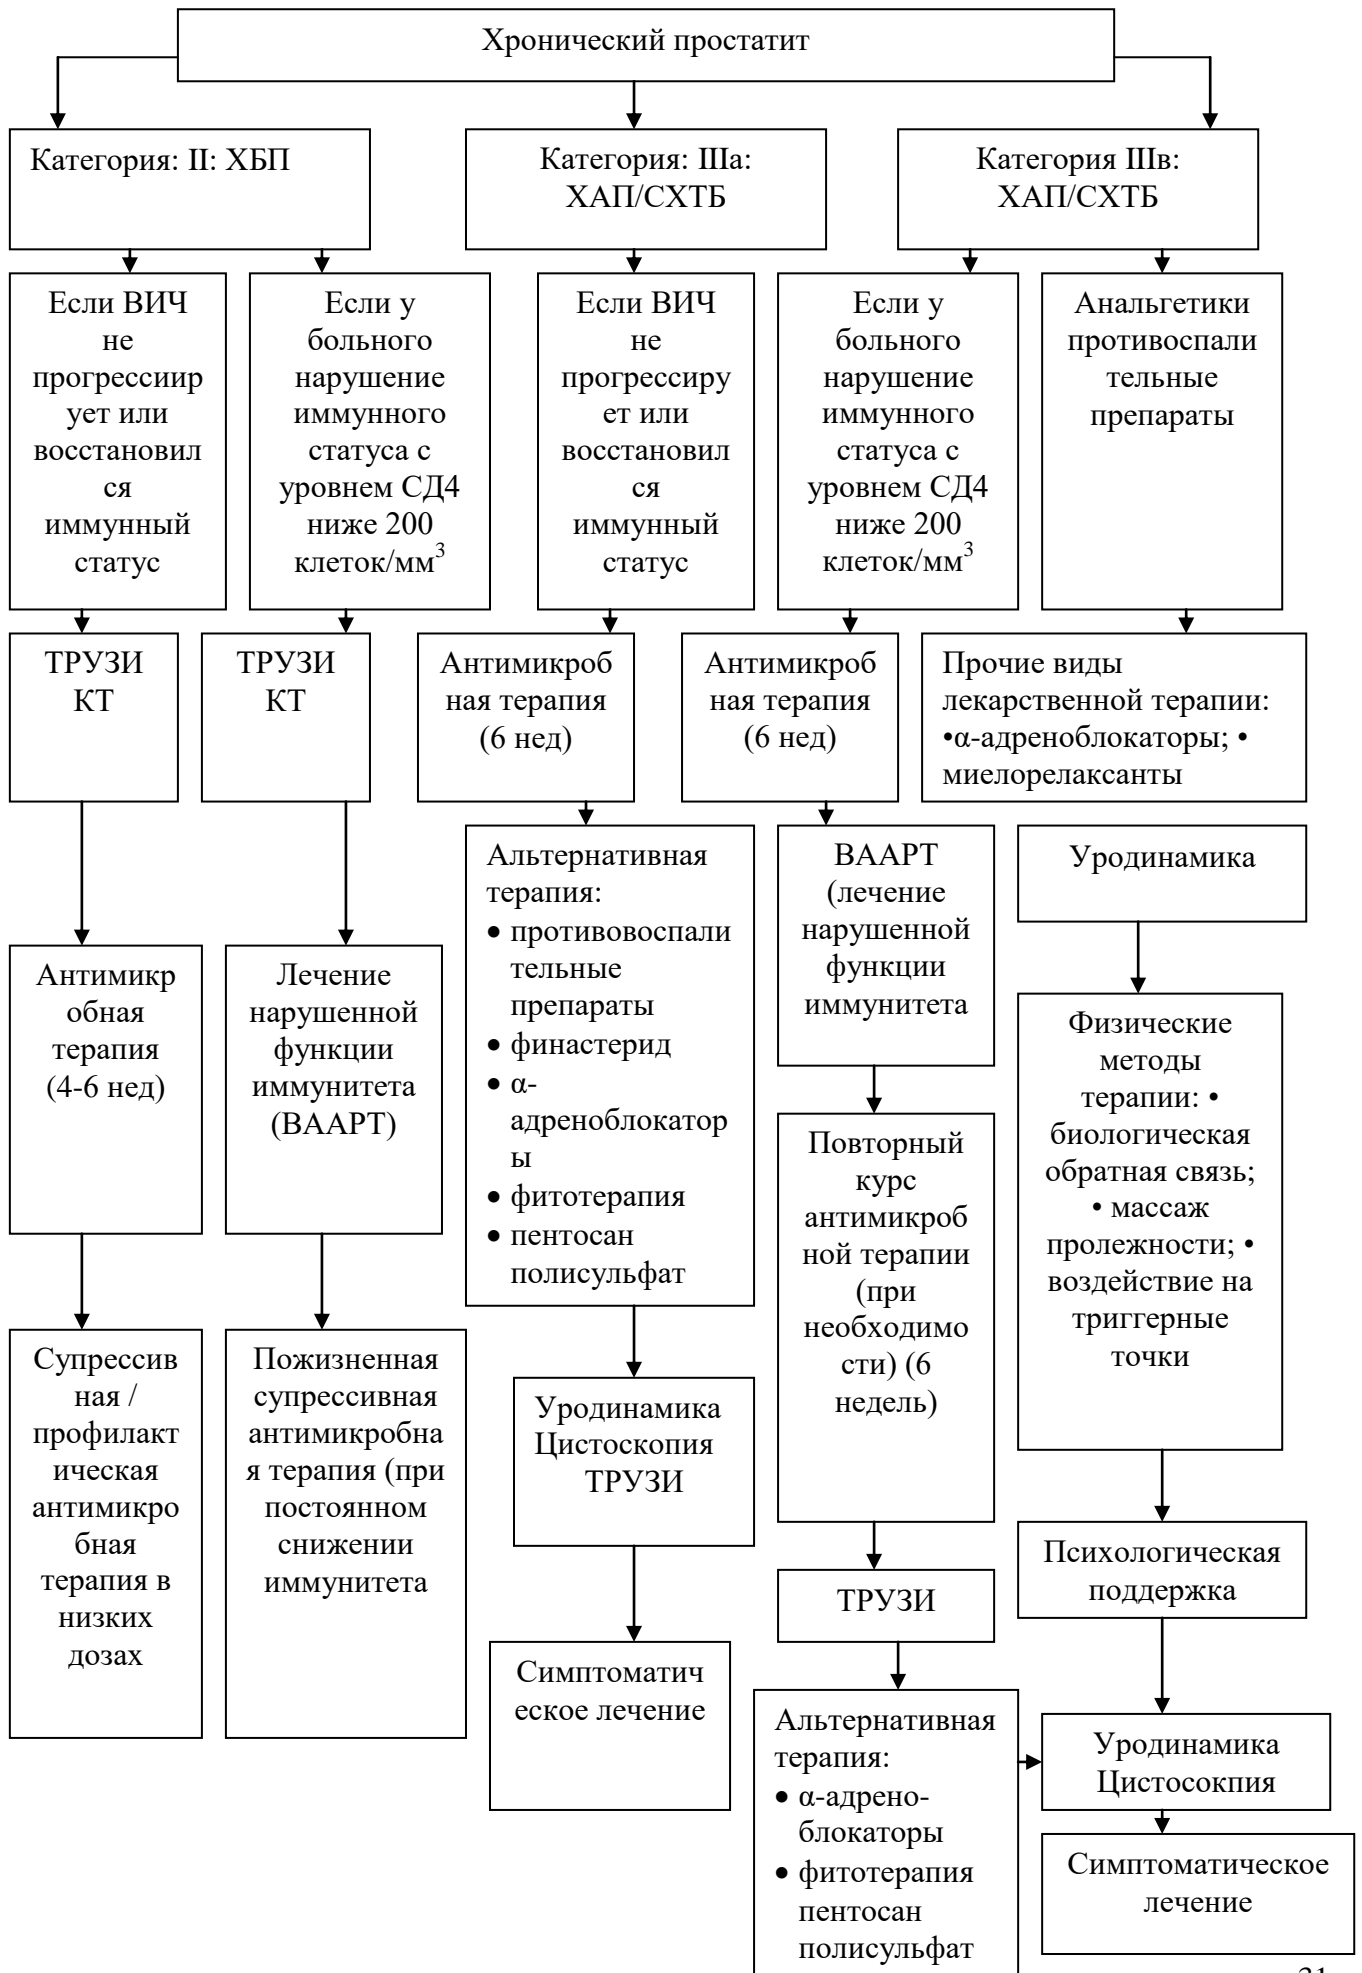 Хронический простатит
Категория: II: ХБП
Категория: IIIа:
ХАП/СХТБ
Категория IIIв:
ХАП/СХТБ
Если ВИЧ
не
прогрессиир
ует или
восстановил
ся
иммунный
статус
Если у
больного
нарушение
иммунного
статуса с
уровнем СД4
ниже 200
клеток/мм³
Если ВИЧ
не
прогрессиру
ет или
восстановил
ся
иммунный
статус
Если у
больного
нарушение
иммунного
статуса с
уровнем СД4
ниже 200
клеток/мм³
Анальгетики
противоспали
тельные
препараты
ТРУЗИ
КТ
ТРУЗИ
КТ
Антимикроб
ная терапия
(6 нед)
Антимикроб
ная терапия
(6 нед)
Прочие виды
лекарственной терапии:
•α-адреноблокаторы; •
миелорелаксанты
Антимикр
обная
терапия
(4-6 нед)
Лечение
нарушенной
функции
иммунитета
(ВААРТ)
Альтернативная
терапия:
• противовоспали
тельные
препараты
• финастерид
• α-
адреноблокатор
ы
• фитотерапия
• пентосан
полисульфат
ВААРТ
(лечение
нарушенной
функции
иммунитета
Уродинамика
Физические
методы
терапии: •
биологическая
обратная связь;
• массаж
пролежности; •
воздействие на
триггерные
точки
Повторный
курс
антимикроб
ной терапии
(при
необходимо
сти) (6
недель)
Супрессив
ная /
профилакт
ическая
антимикро
бная
терапия в
низких
дозах
Пожизненная
супрессивная
антимикробна
я терапия (при
постоянном
снижении
иммунитета
Уродинамика
Цистоскопия
ТРУЗИ
ТРУЗИ
Психологическая
поддержка
Симптоматич
еское лечение
Альтернативная
терапия:
• α-адрено-
блокаторы
• фитотерапия
пентосан
полисульфат
Уродинамика
Цистосокпия
Симптоматическое
лечение